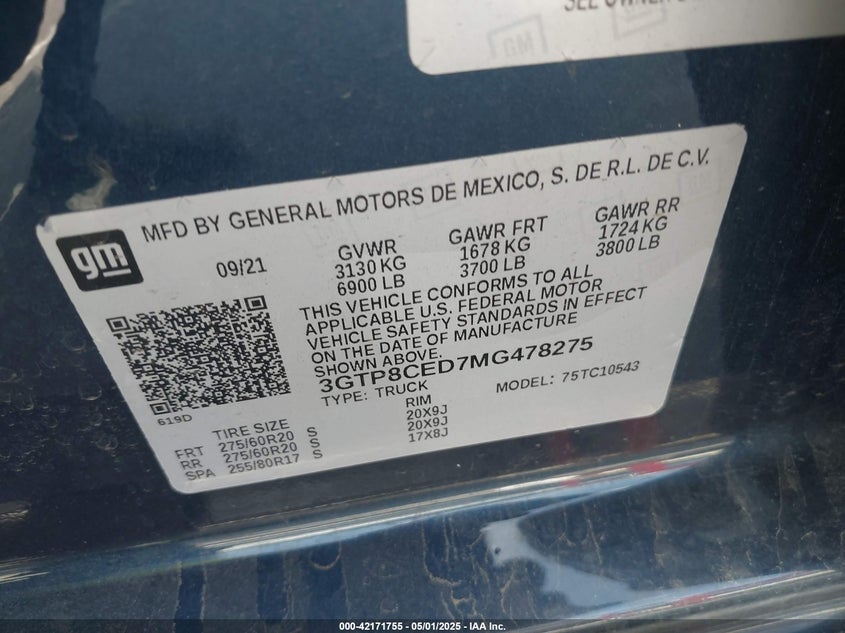 SEE OWNER
GM
MFD BY GENERAL MOTORS DE MEXICO, S. DE R.L. DE C.V.
gm
09/21
GVWR
3130 KG
6900 LB
GAWR FRT
1678 KG
3700 LB
GAWR RR
1724 KG
3800 LB
THIS VEHICLE CONFORMS TO ALL
APPLICABLE U.S. FEDERAL MOTOR
VEHICLE SAFETY STANDARDS IN EFFECT
ON THE DATE OF MANUFACTURE
SHOWN ABOVE.
3GTP8CED7MG478275
TYPE: TRUCK MODEL: 75TC10543
619D
TIRE SIZE RIM
FRT 275/60R20 S 20X9J
RR 275/60R20 S 20X9J
SPA 255/80R17 S 17X8J
000-42171755 - 05/01/2025 - IAA Inc.